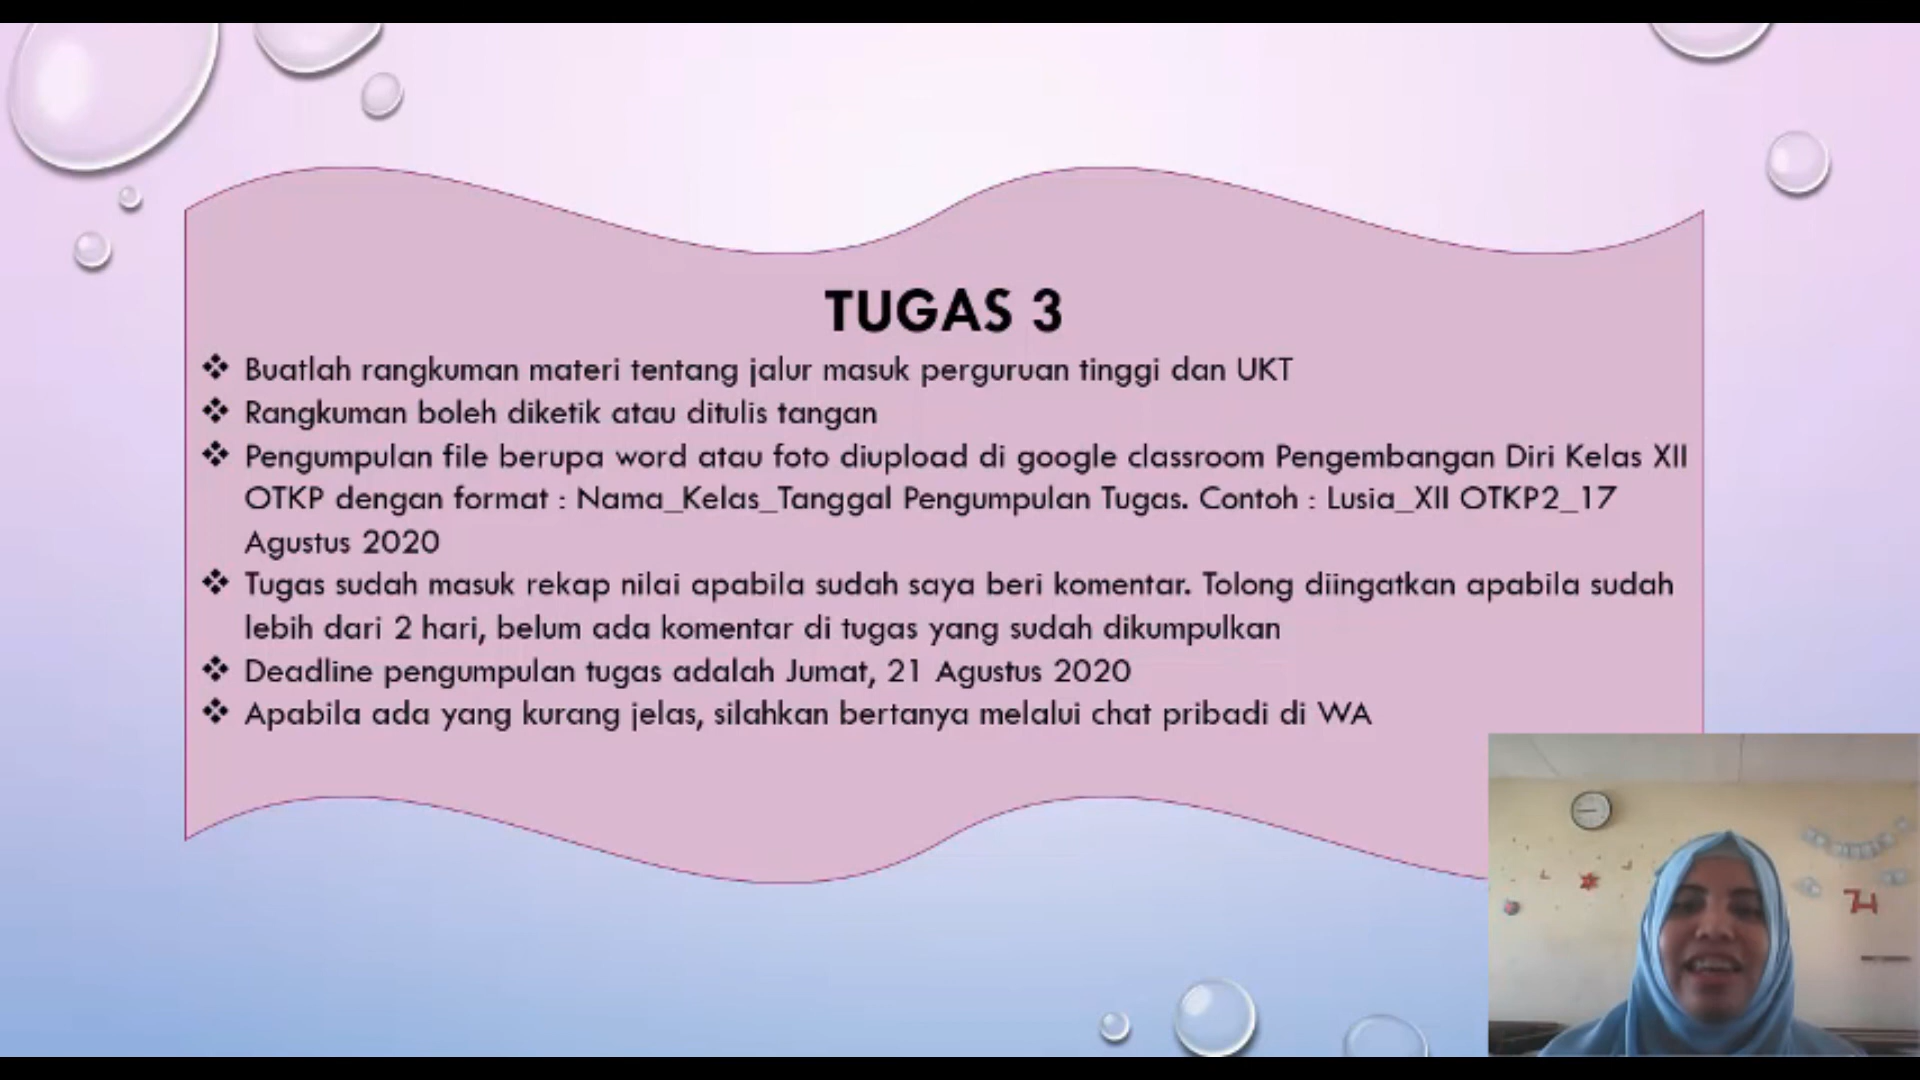 TUGAS 3
❖ Buatlah rangkuman materi tentang jalur masuk perguruan tinggi dan UKT
❖ Rangkuman boleh diketik atau ditulis tangan
❖ Pengumpulan file berupa word atau foto diupload di google classroom Pengembangan Diri Kelas XII
OTKP dengan format : Nama_Kelas_Tanggal Pengumpulan Tugas. Contoh : Lusia_XII OTKP2_17
Agustus 2020
❖ Tugas sudah masuk rekap nilai apabila sudah saya beri komentar. Tolong diingatkan apabila sudah
lebih dari 2 hari, belum ada komentar di tugas yang sudah dikumpulkan
❖ Deadline pengumpulan tugas adalah Jumat, 21 Agustus 2020
❖ Apabila ada yang kurang jelas, silahkan bertanya melalui chat pribadi di WA